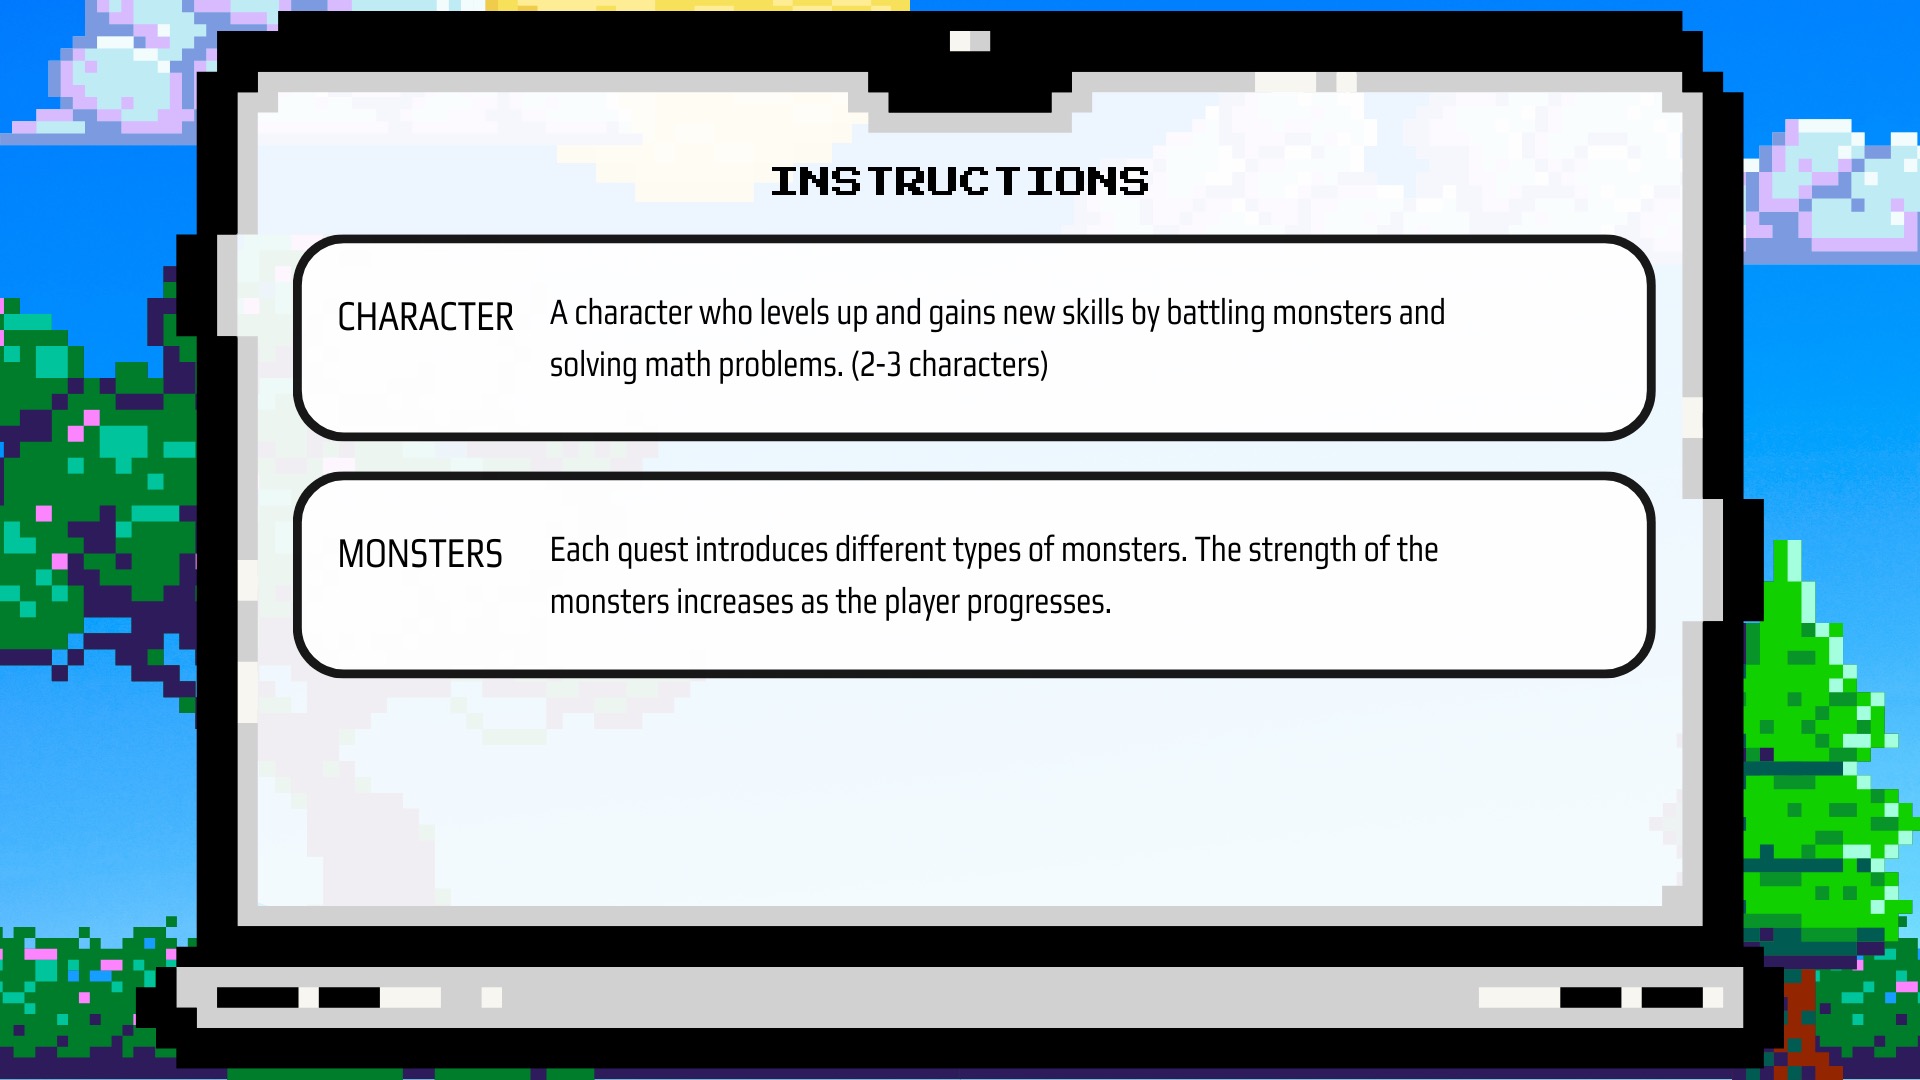 INSTRUCTIONS
CHARACTER
A character who levels up and gains new skills by battling monsters and
solving math problems. (2-3 characters)
MONSTERS
Each quest introduces different types of monsters. The strength of the
monsters increases as the player progresses.